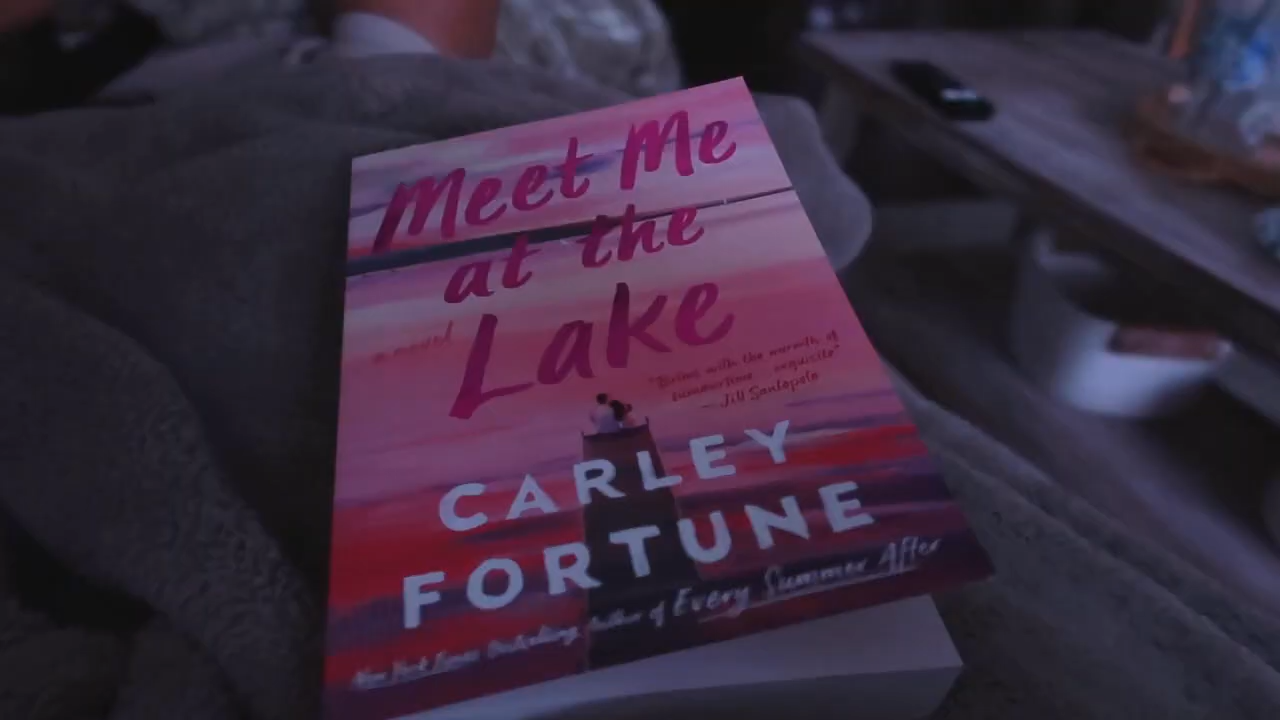 Meet Me
at the
Lake
a novel
"Brims with the warmth of
summertime... exquisite"
—Jill Santopolo
CARLEY
FORTUNE
New York Times bestselling author of Every Summer After